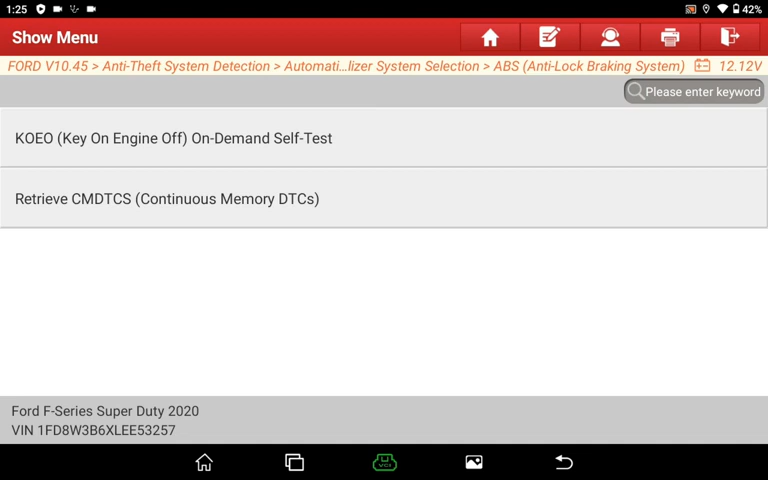 1:25 42%
Show Menu
FORD V10.45 > Anti-Theft System Detection > Automati...lizer System Selection > ABS (Anti-Lock Braking System) 12.12V
Please enter keyword
KOEO (Key On Engine Off) On-Demand Self-Test
Retrieve CMDTCS (Continuous Memory DTCs)
Ford F-Series Super Duty 2020
VIN 1FD8W3B6XLEE53257
VCI